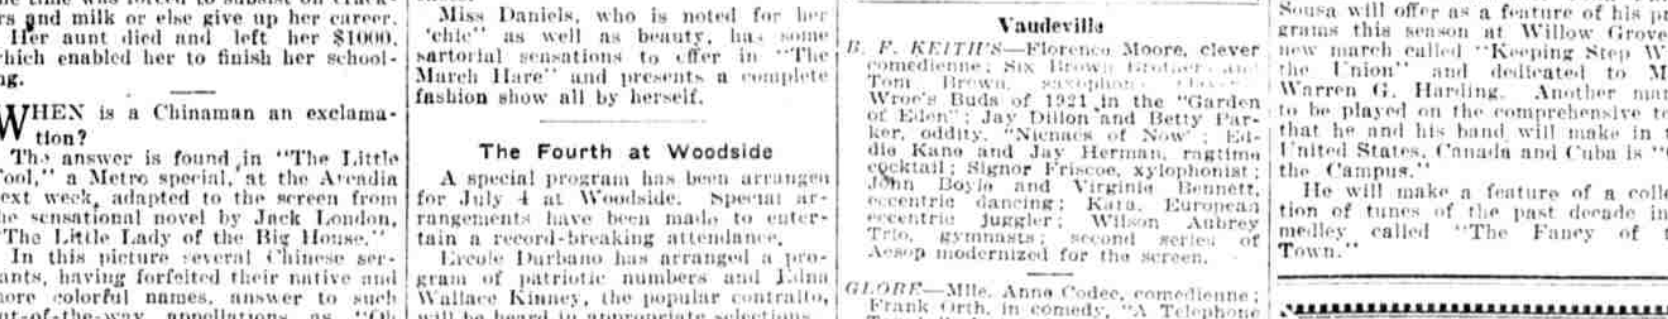 rs and milk or else give up her career.
Her aunt died and left her $1000,
which enabled her to finish her school-
ng.
WHEN is a Chinaman an exclama-
tion?
The answer is found in "The Little
Fool," a Metro special, at the Arcadia
next week, adapted to the screen from
the sensational novel by Jack London,
"The Little Lady of the Big House."
In this picture several Chinese ser-
ants, having forfeited their native and
more colorful names, answer to such
out-of-the-way appellations as "Oh
Miss Daniels, who is noted for her
"chic" as well as beauty, has some
sartorial sensations to offer in "The
March Hare" and presents a complete
fashion show all by herself.
The Fourth at Woodside
A special program has been arranged
for July 4 at Woodside. Special ar-
rangements have been made to enter-
tain a record-breaking attendance.
Ercole Durbano has arranged a pro-
gram of patriotic numbers and Edna
Wallace Kinney, the popular contralto,
will be heard in appropriate selections.
Vaudeville
B. F. KEITH'S—Florence Moore, clever
comedienne; Six Brown Brothers and
Tom Brown, saxophone
Wroe's Buds of 1921 in the "Garden
of Eden"; Jay Dillon and Betty Par-
ker, oddity, "Nicnacs of Now"; Ed-
die Kane and Jay Herman, ragtime
cocktail; Signor Friscoe, xylophonist;
John Boyle and Virginia Bennett,
eccentric dancing; Kara, European
eccentric juggler; Wilson Aubrey
Trio, gymnasts; second series of
Aesop modernized for the screen.
GLOBE—Mlle. Anna Codee, comedienne;
Frank Orth, in comedy, "A Telephone
Sousa will offer as a feature of his pr
grams this season at Willow Grove
new march called "Keeping Step W
the Union" and dedicated to M
Warren G. Harding. Another mar
to be played on the comprehensive to
that he and his band will make in t
United States, Canada and Cuba is "
the Campus."
He will make a feature of a colle
tion of tunes of the past decade in
medley called "The Fancy of t
Town."